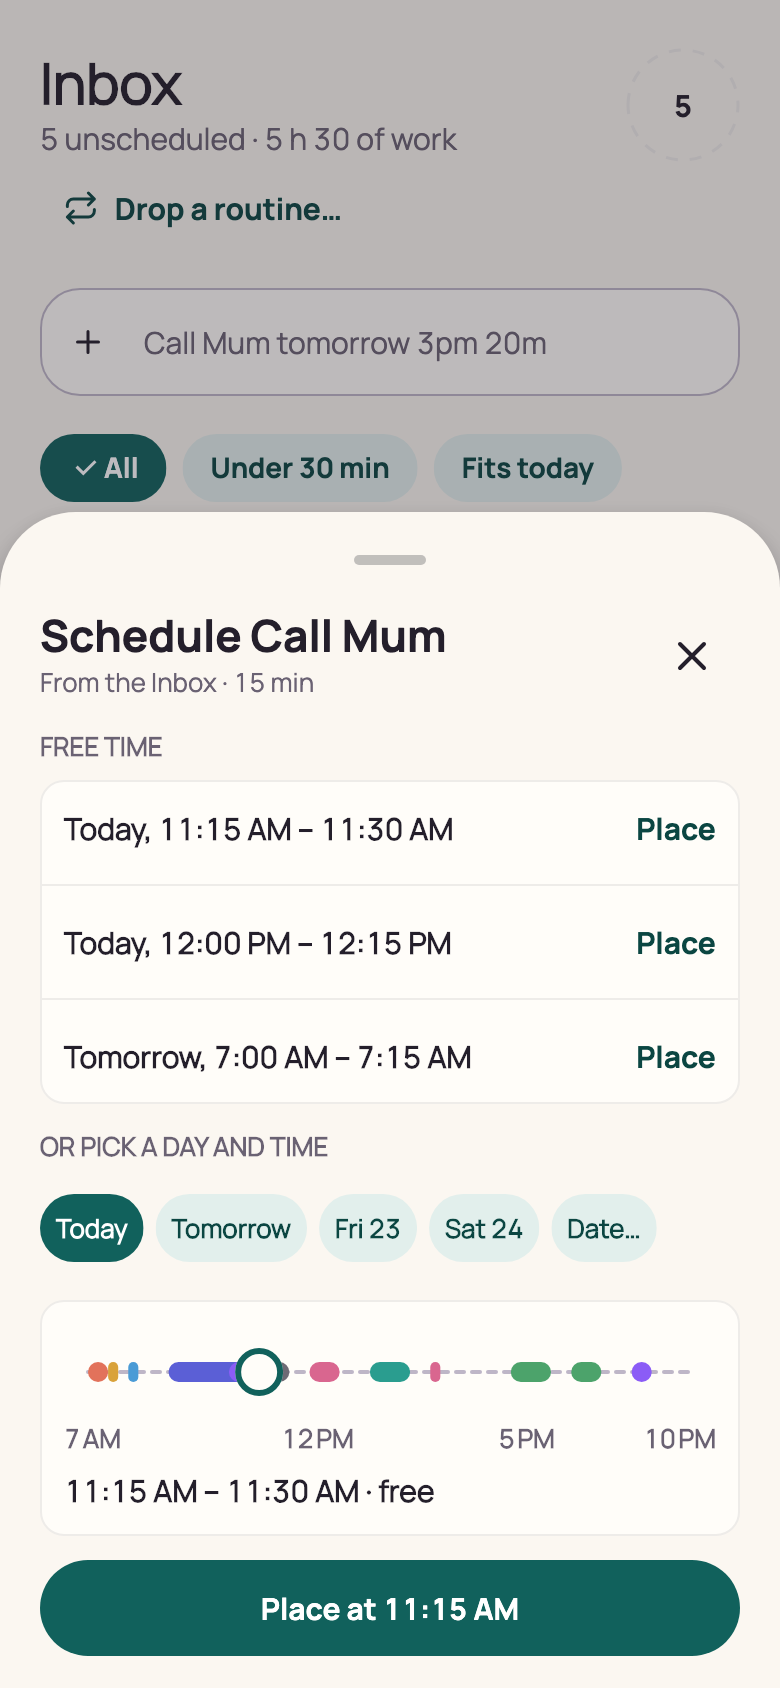 Inbox
5 unscheduled · 5 h 30 of work
5
Drop a routine...
Call Mum tomorrow 3pm 20m
All
Under 30 min
Fits today
Schedule Call Mum
From the Inbox · 15 min
FREE TIME
Today, 11:15 AM – 11:30 AM
Place
Today, 12:00 PM – 12:15 PM
Place
Tomorrow, 7:00 AM – 7:15 AM
Place
OR PICK A DAY AND TIME
Today
Tomorrow
Fri 23
Sat 24
Date...
7 AM
12 PM
5 PM
10 PM
11:15 AM – 11:30 AM · free
Place at 11:15 AM